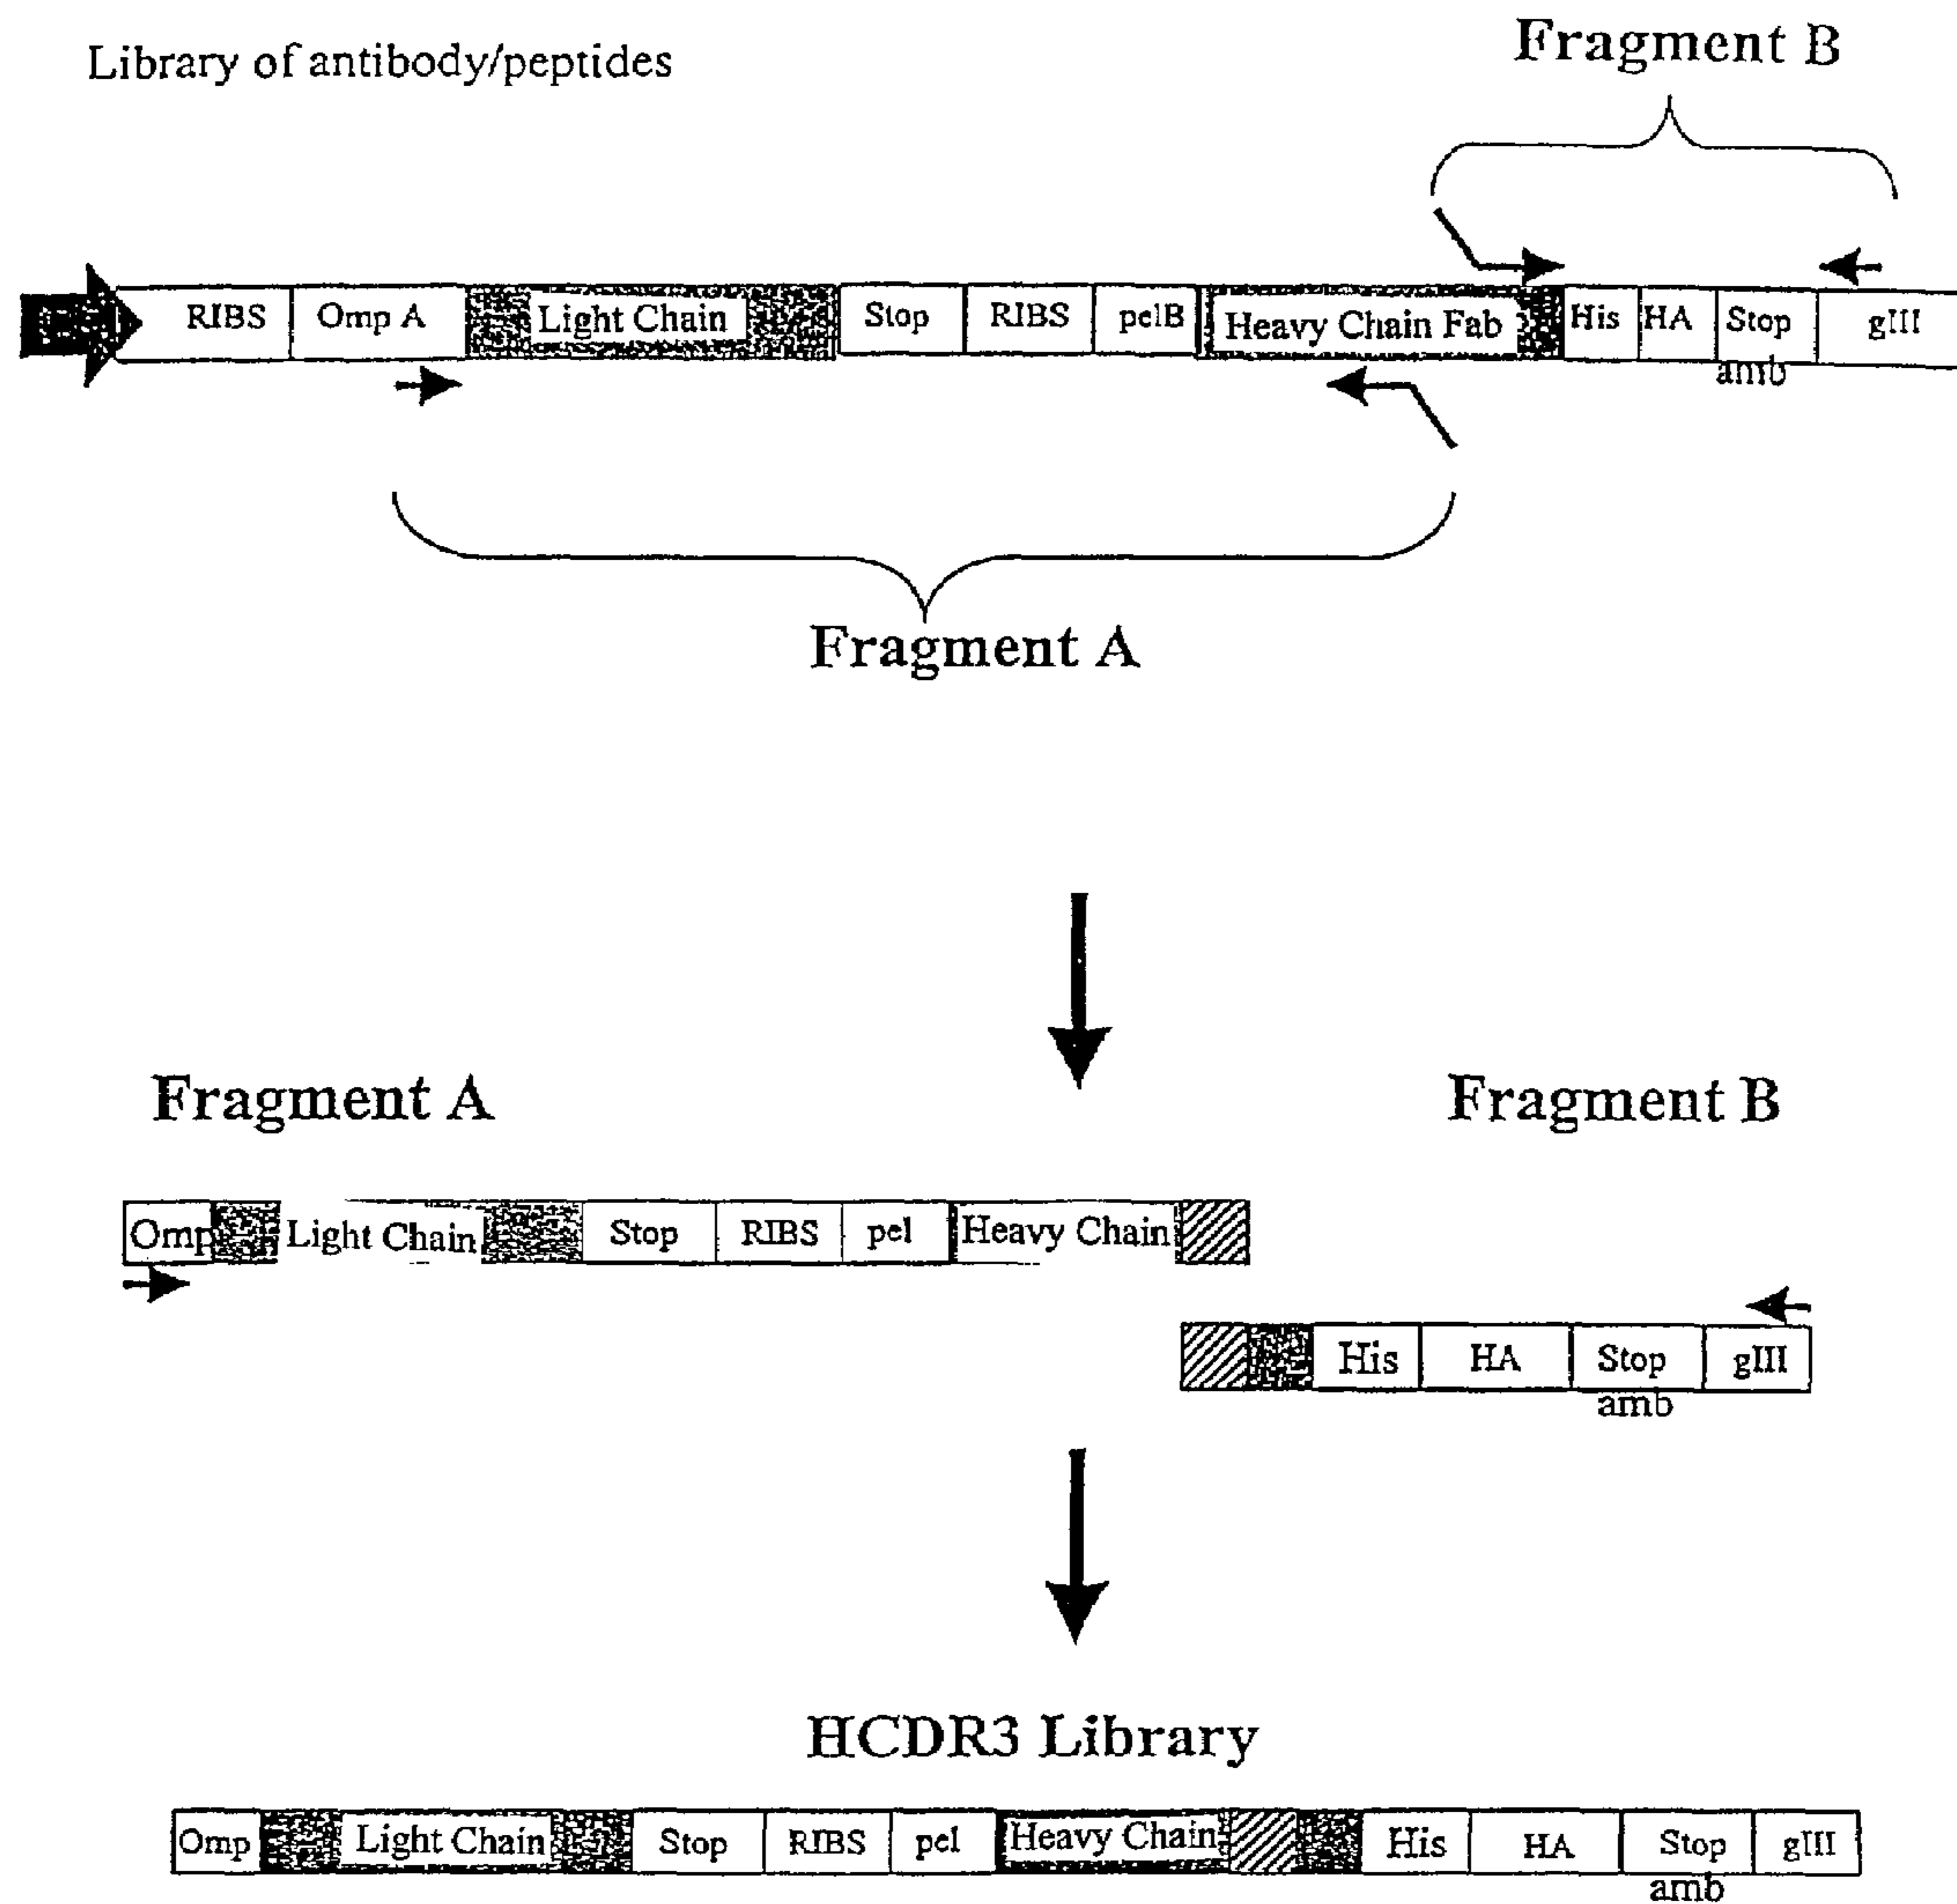 Library of antibody/peptides
Fragment B
RIBS Omp A Light Chain Stop RIBS pelB Heavy Chain Fab His HA Stop gIII
amb
Fragment A
Fragment A Fragment B
Omp Light Chain Stop RIBS pel Heavy Chain
His HA Stop gIII
amb
HCDR3 Library
Omp Light Chain Stop RIBS pel Heavy Chain His HA Stop gIII
amb